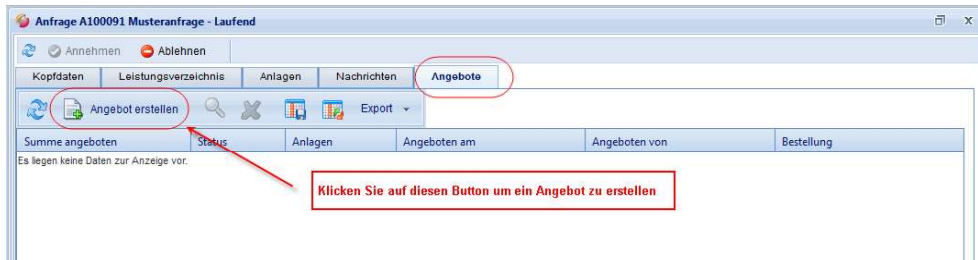 Anfrage A100091 Musteranfrage - Laufend
Annehmen Ablehnen
Kopfdaten Leistungsverzeichnis Anlagen Nachrichten Angebote
Angebot erstellen Export
Summe angeboten Status Anlagen Angeboten am Angeboten von Bestellung
Es liegen keine Daten zur Anzeige vor.
Klicken Sie auf diesen Button um ein Angebot zu erstellen